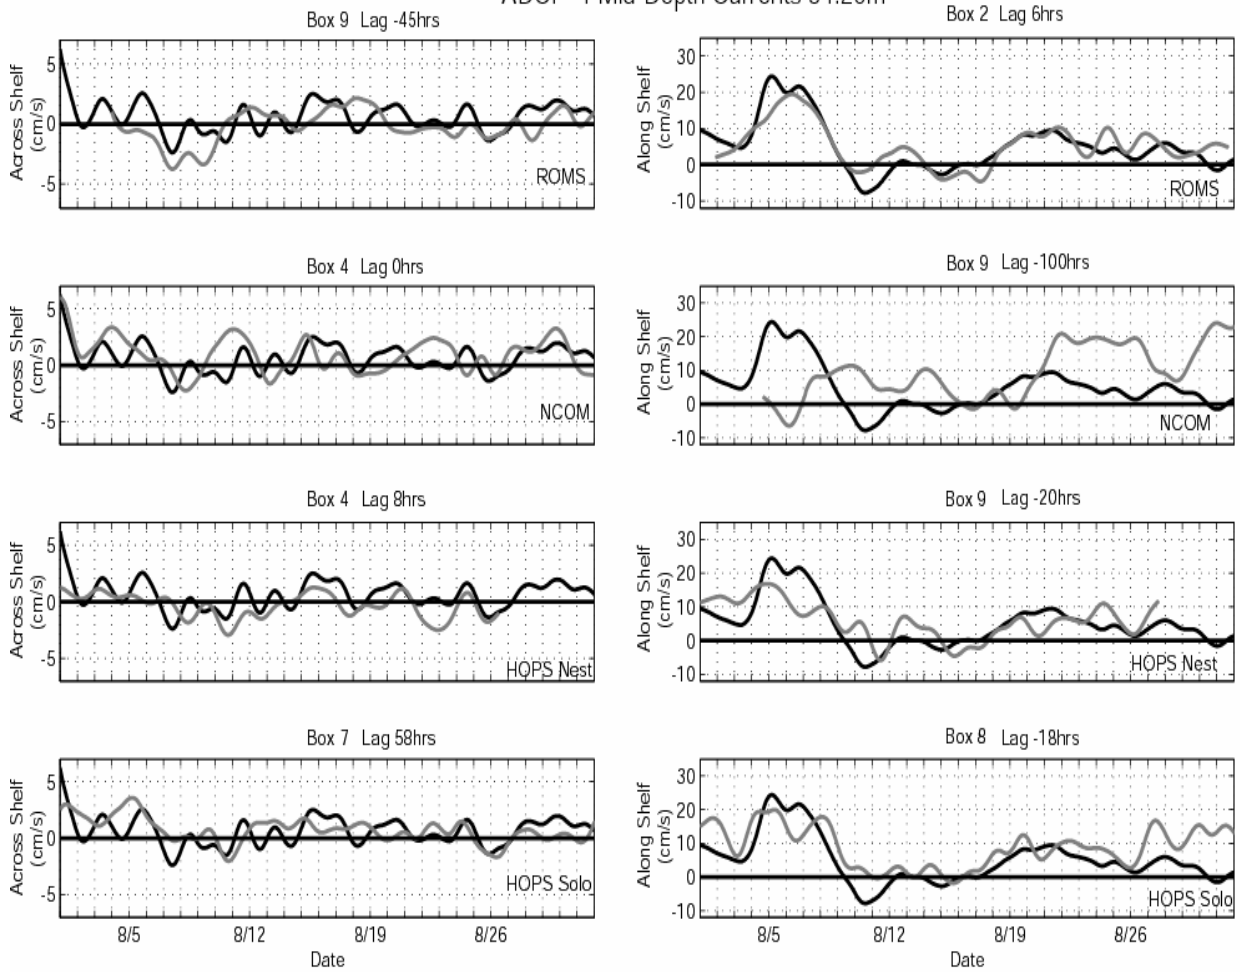 Box 9 Lag -45hrs
Across Shelf
(cm/s)
5
0
-5
ROMS
Box 2 Lag 6hrs
Along Shelf
(cm/s)
30
20
10
0
-10
ROMS
Box 4 Lag 0hrs
Across Shelf
(cm/s)
5
0
-5
NCOM
Box 9 Lag -100hrs
Along Shelf
(cm/s)
30
20
10
0
-10
NCOM
Box 4 Lag 8hrs
Across Shelf
(cm/s)
5
0
-5
HOPS Nest
Box 9 Lag -20hrs
Along Shelf
(cm/s)
30
20
10
0
-10
HOPS Nest
Box 7 Lag 58hrs
Across Shelf
(cm/s)
5
0
-5
HOPS Solo
8/5 8/12 8/19 8/26
Date
Box 8 Lag -18hrs
Along Shelf
(cm/s)
30
20
10
0
-10
HOPS Solo
8/5 8/12 8/19 8/26
Date